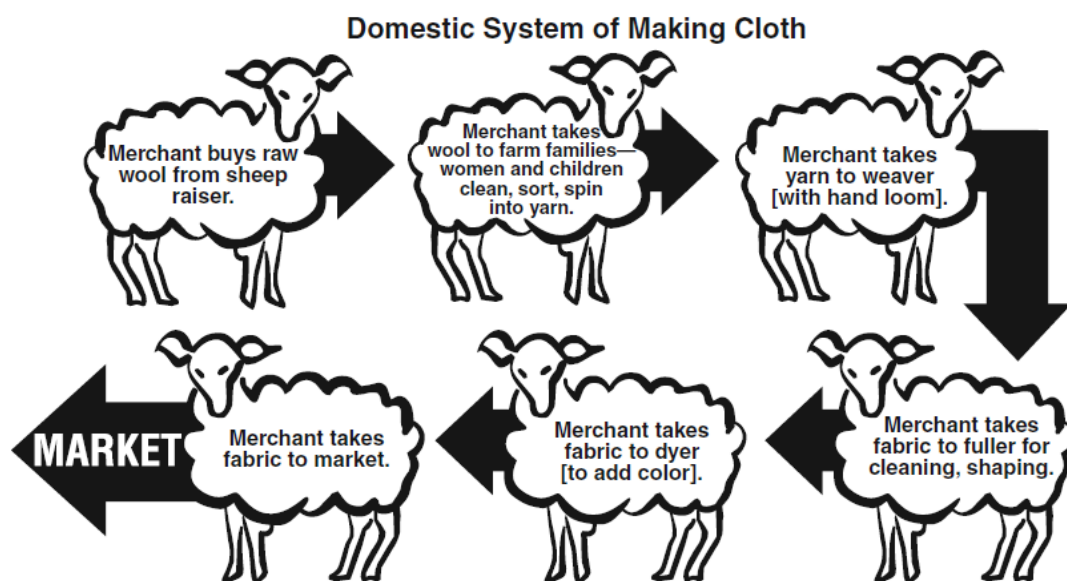 Domestic System of Making Cloth
Merchant buys raw
wool from sheep
raiser.
Merchant takes
wool to farm families—
women and children
clean, sort, spin
into yarn.
Merchant takes
yarn to weaver
[with hand loom].
Merchant takes
fabric to fuller for
cleaning, shaping.
Merchant takes
fabric to dyer
[to add color].
Merchant takes
fabric to market.
MARKET